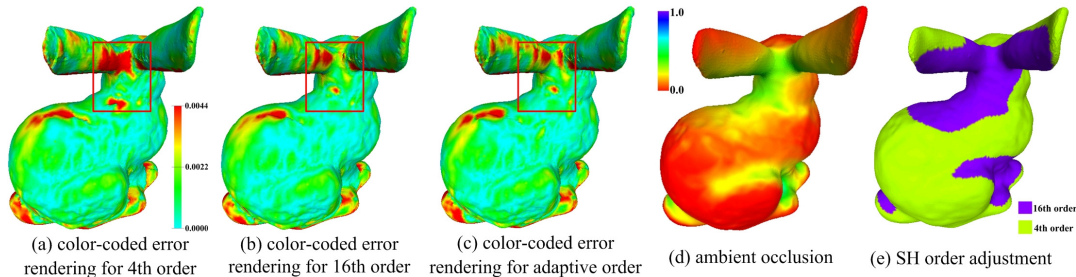 0.0044
0.0022
0.0000
1.0
0.0
16th order
4th order
(a) color-coded error
rendering for 4th order
(b) color-coded error
rendering for 16th order
(c) color-coded error
rendering for adaptive order
(d) ambient occlusion
(e) SH order adjustment